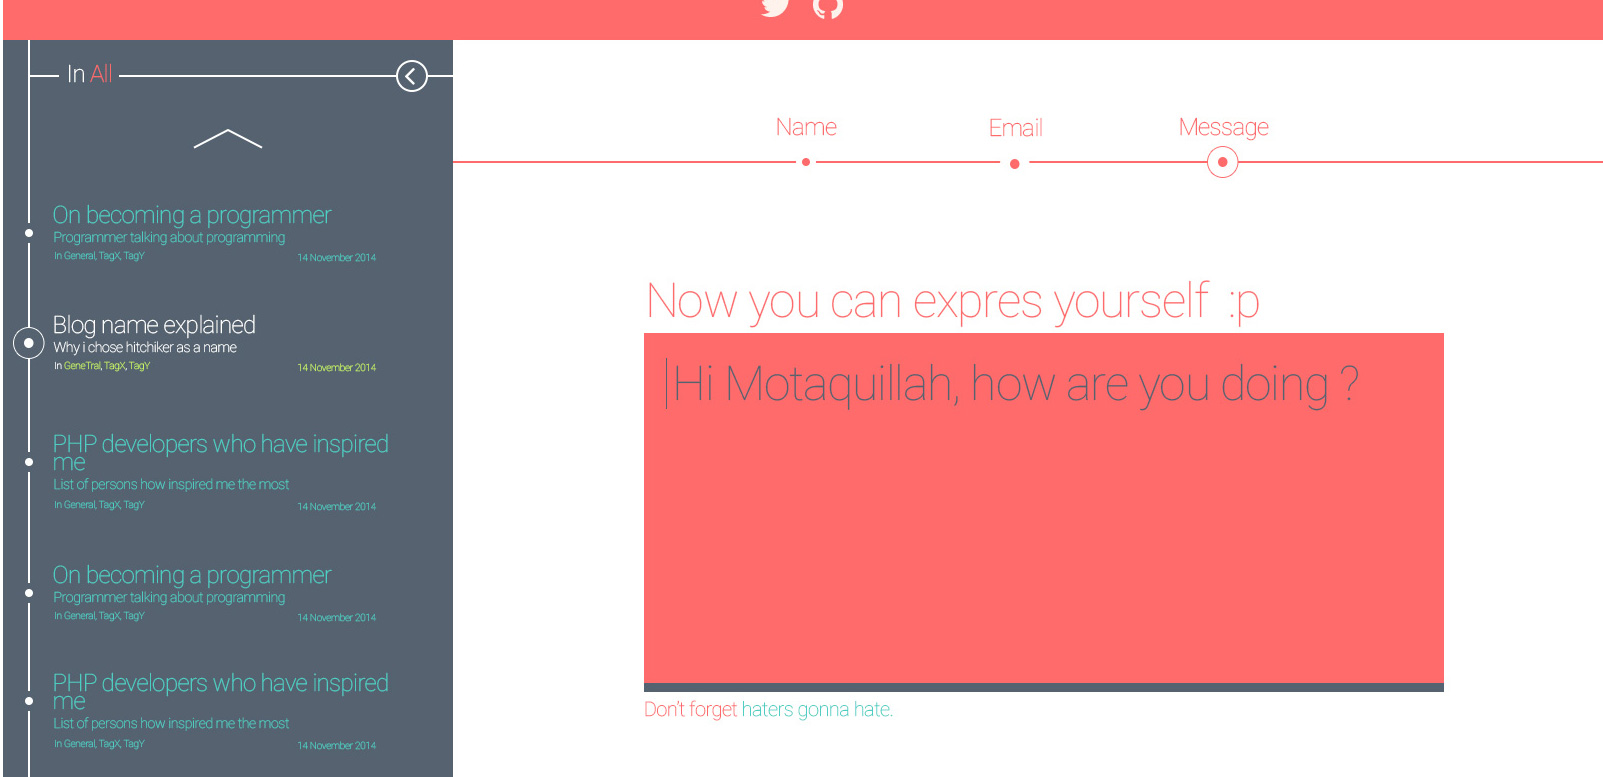 In All
On becoming a programmer
Programmer talking about programming
In General, TagX, TagY
14 November 2014
Blog name explained
Why i chose hitchiker as a name
In GeneTral, TagX, TagY
14 November 2014
PHP developers who have inspired
me
List of persons how inspired me the most
In General, TagX, TagY
14 November 2014
On becoming a programmer
Programmer talking about programming
In General, TagX, TagY
14 November 2014
PHP developers who have inspired
me
List of persons how inspired me the most
In General, TagX, TagY
14 November 2014
Name
Email
Message
Now you can expres yourself :p
Hi Motaquillah, how are you doing ?
Don't forget haters gonna hate.